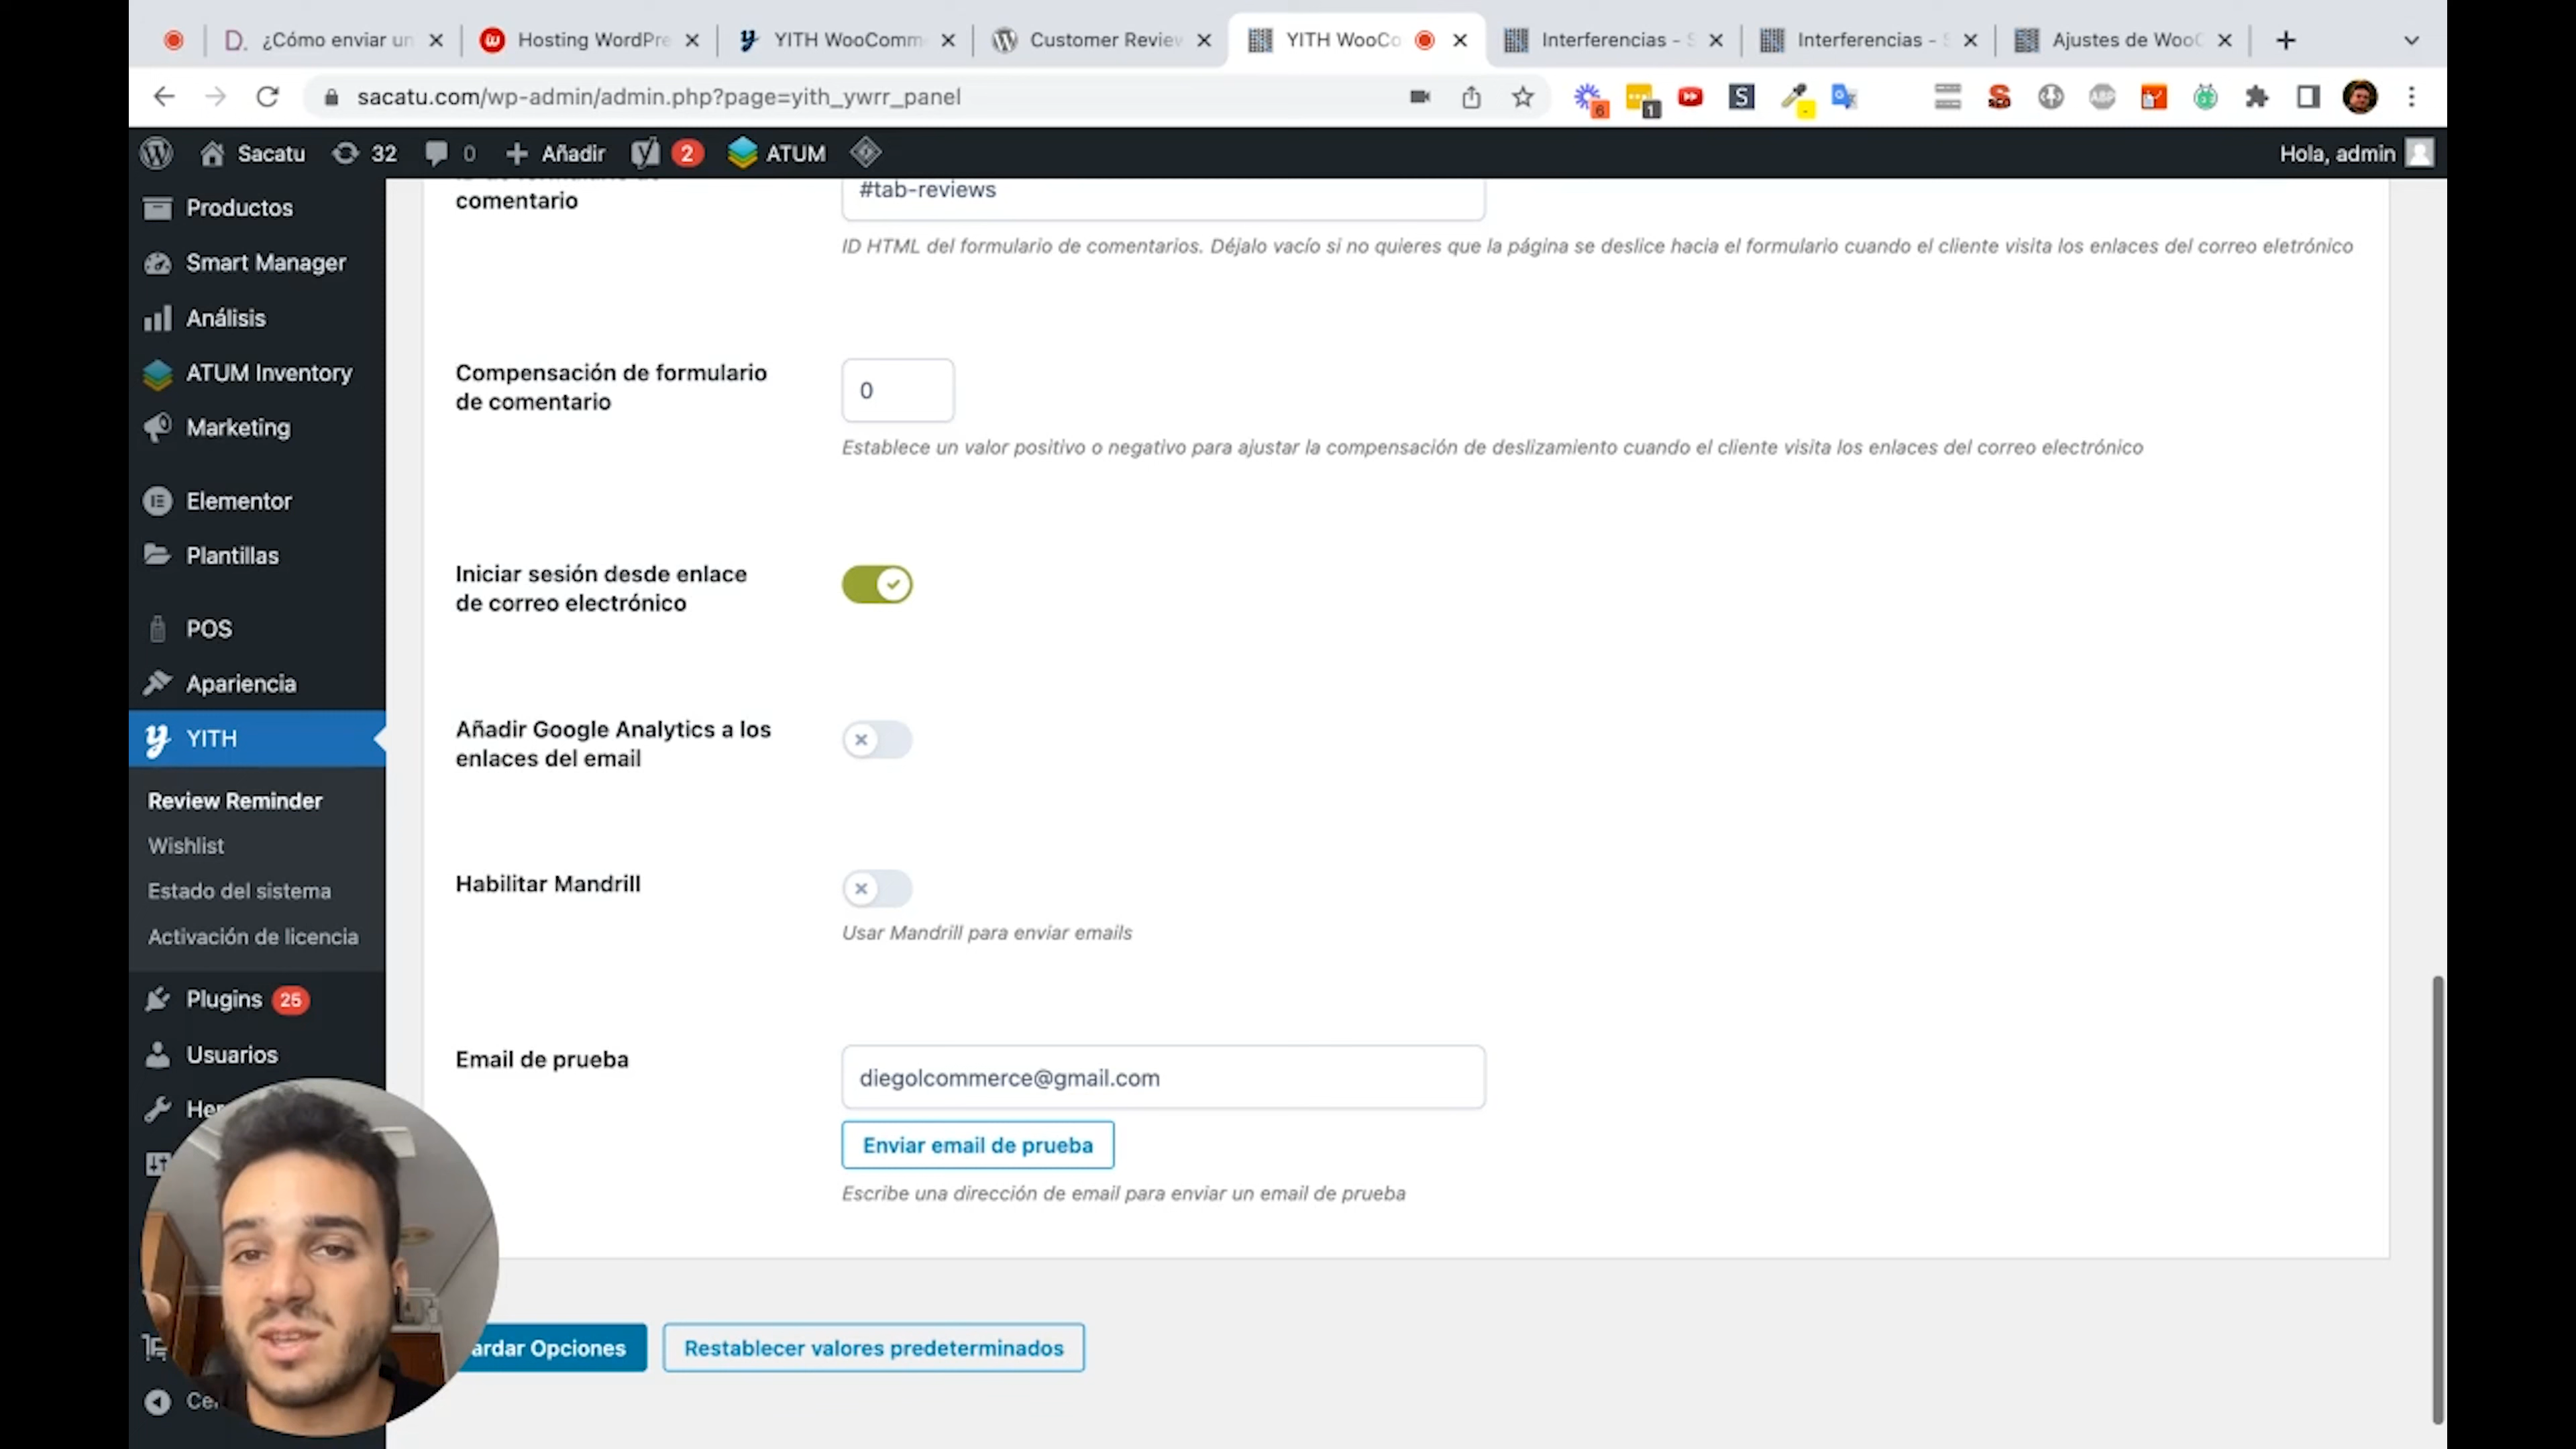 ¿Cómo enviar un
Hosting WordPre
YITH WooComm
Customer Review
YITH WooCo
Interferencias - S
Interferencias - S
Ajustes de WooC
sacatu.com/wp-admin/admin.php?page=yith_ywrr_panel
6
1
S
ABP
Sacatu
32
0
Añadir
2
ATUM
Hola, admin
Productos
Smart Manager
Análisis
ATUM Inventory
Marketing
Elementor
Plantillas
POS
Apariencia
YITH
Review Reminder
Wishlist
Estado del sistema
Activación de licencia
Plugins 25
Usuarios
Her
Ce
comentario
#tab-reviews
ID HTML del formulario de comentarios. Déjalo vacío si no quieres que la página se deslice hacia el formulario cuando el cliente visita los enlaces del correo eletrónico
Compensación de formulario
de comentario
0
Establece un valor positivo o negativo para ajustar la compensación de deslizamiento cuando el cliente visita los enlaces del correo electrónico
Iniciar sesión desde enlace
de correo electrónico
Añadir Google Analytics a los
enlaces del email
Habilitar Mandrill
Usar Mandrill para enviar emails
Email de prueba
diegolcommerce@gmail.com
Enviar email de prueba
Escribe una dirección de email para enviar un email de prueba
ardar Opciones
Restablecer valores predeterminados